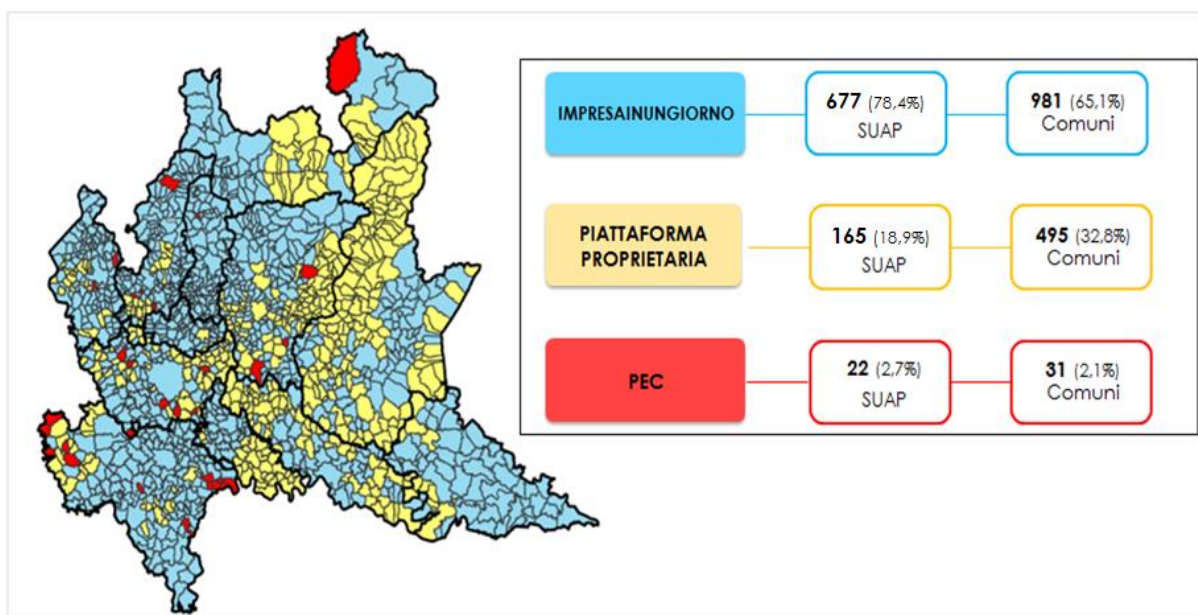 IMPRESAINUNGIORNO
677 (78,4%)
SUAP
981 (65,1%)
Comuni
PIATTAFORMA
PROPRIETARIA
165 (18,9%)
SUAP
495 (32,8%)
Comuni
PEC
22 (2,7%)
SUAP
31 (2,1%)
Comuni